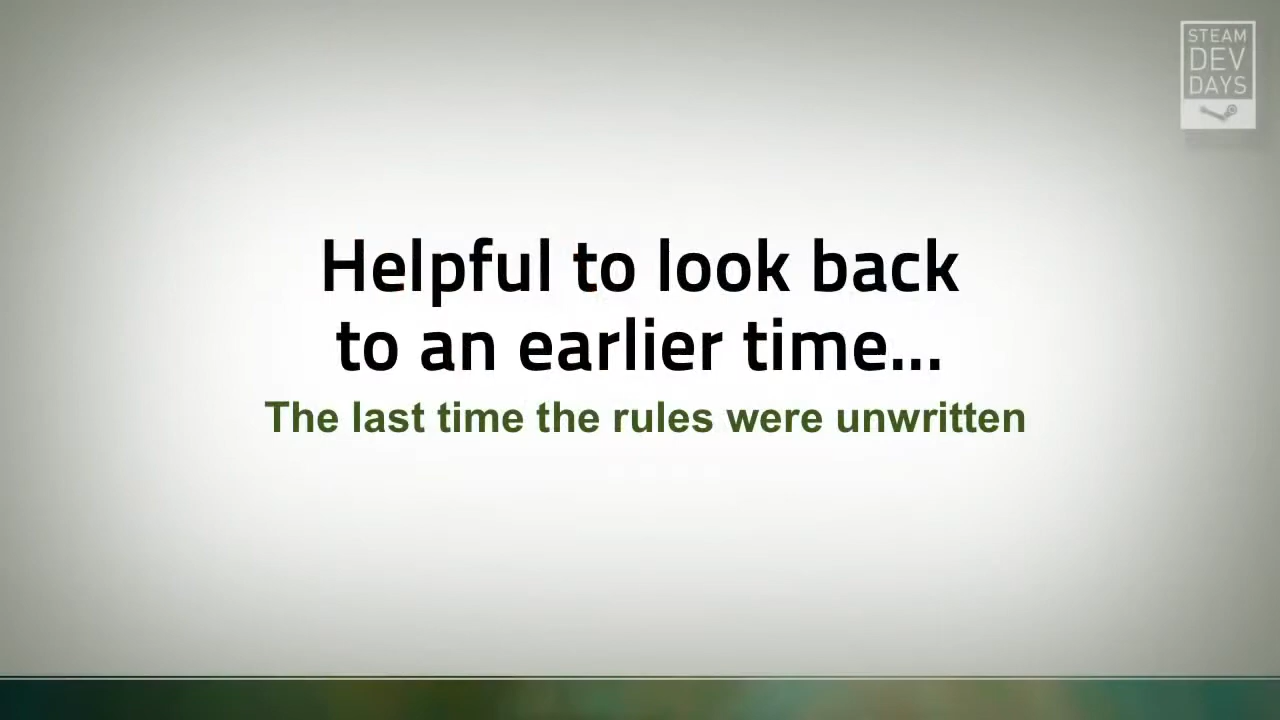 STEAM
DEV
DAYS
Helpful to look back
to an earlier time...
The last time the rules were unwritten